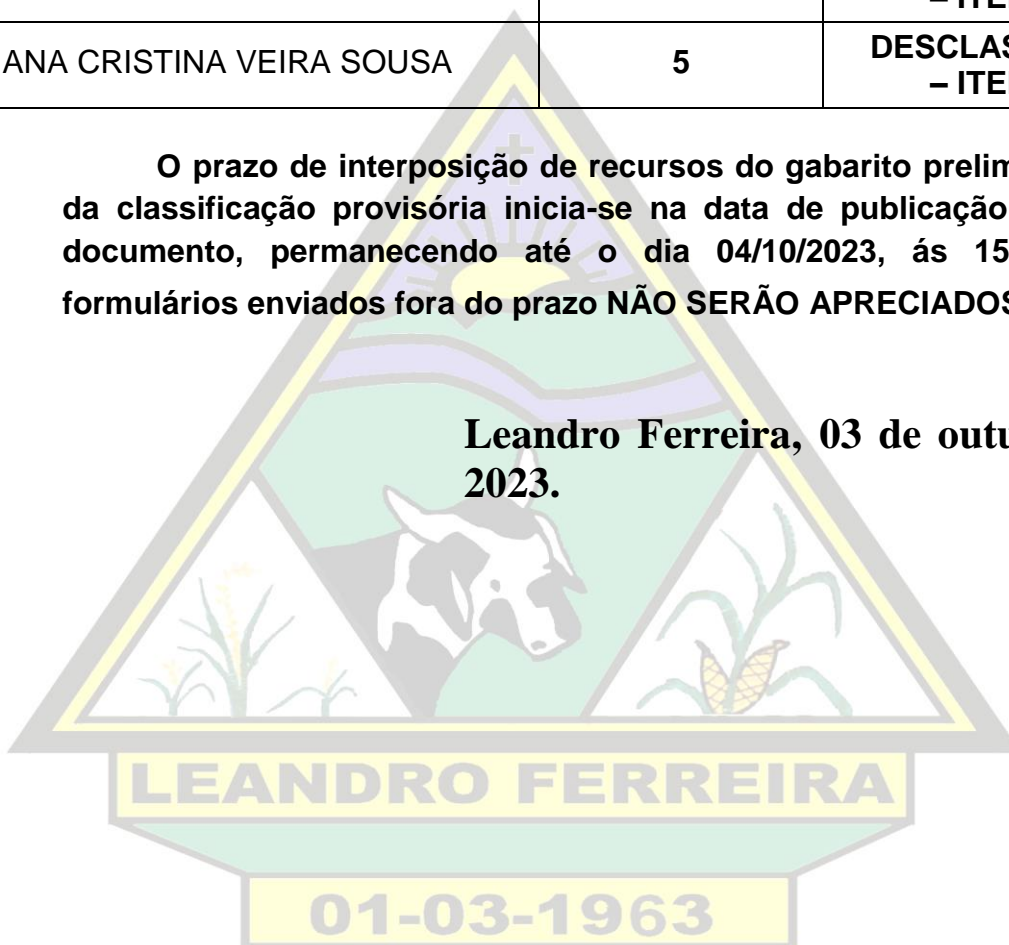 – ITE
ANA CRISTINA VEIRA SOUSA 5 DESCLAS
– ITE
O prazo de interposição de recursos do gabarito prelim
da classificação provisória inicia-se na data de publicação
documento, permanecendo até o dia 04/10/2023, ás 15
formulários enviados fora do prazo NÃO SERÃO APRECIADOS
Leandro Ferreira, 03 de outu
2023.
LEANDRO FERREIRA
01-03-1963